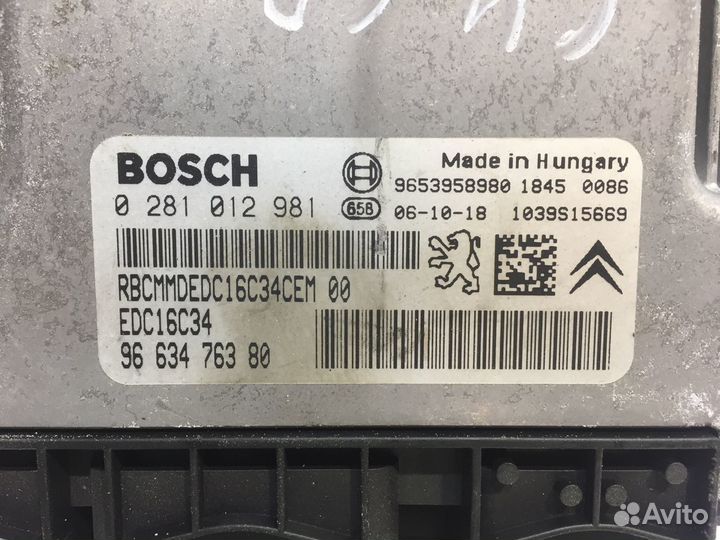 BOSCH
Made in Hungary
9653958980 1845 0086
0 281 012 981
658 06-10-18 1039S15669
RBCMMDEDC16C34CEM 00
EDC16C34
96 634 763 80
Avito